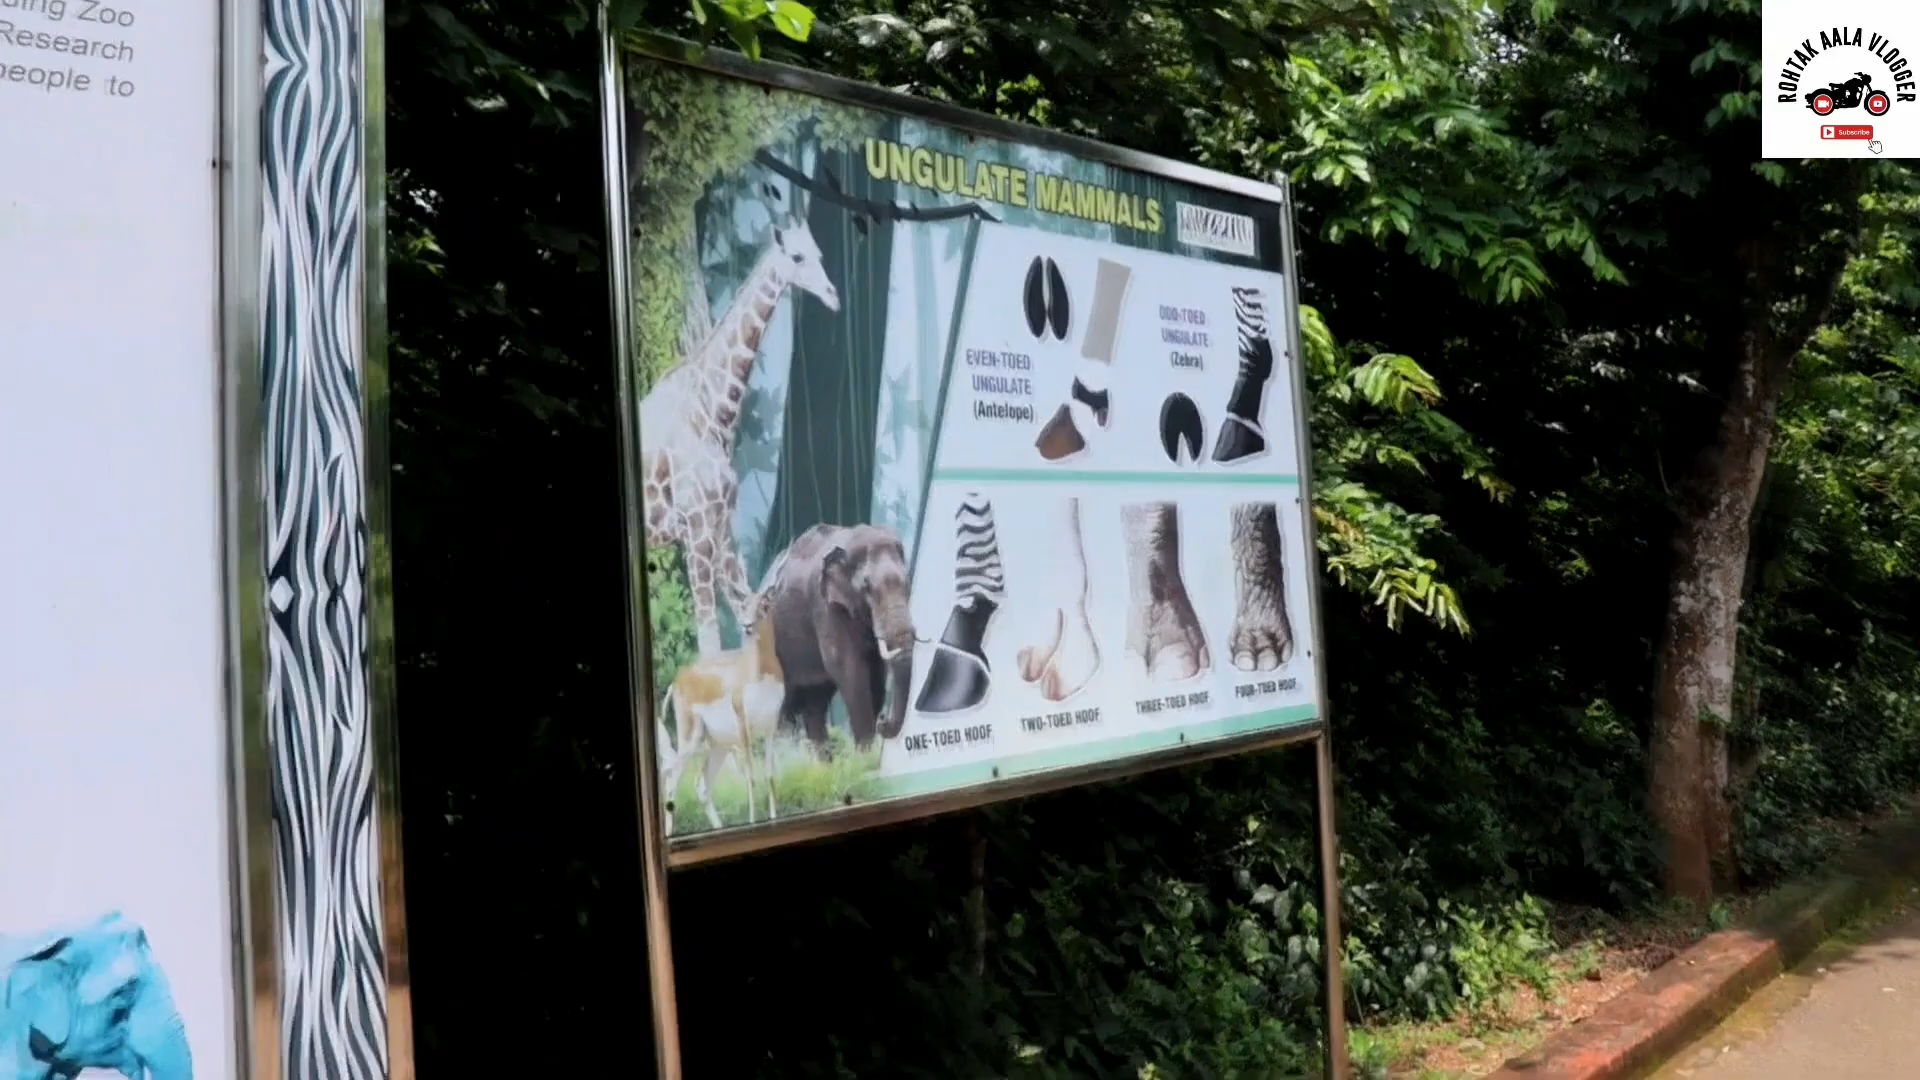 Zoo
Research
people to
UNGULATE MAMMALS
EVEN-TOED
UNGULATE
(Antelope)
ODD-TOED
UNGULATE
(Zebra)
ONE-TOED HOOF
TWO-TOED HOOF
THREE-TOED HOOF
FOUR-TOED HOOF
ROHTAK AALA VLOGGER
Subscribe